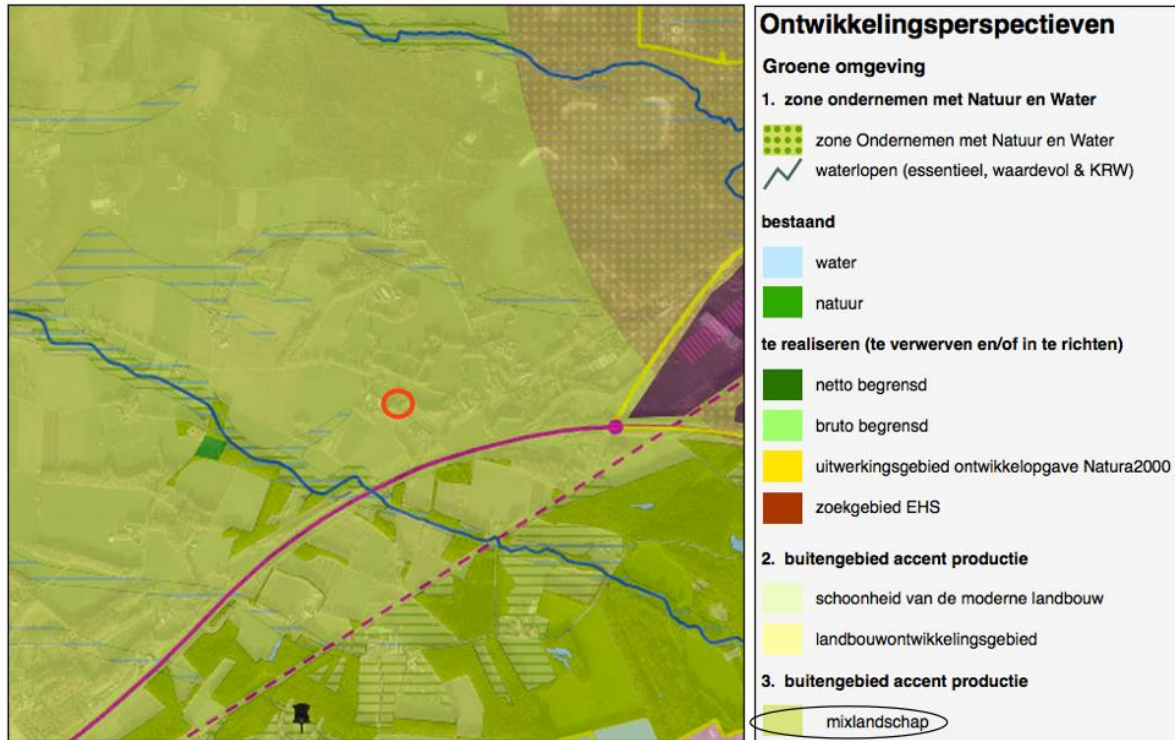 Ontwikkelingsperspectieven
Groene omgeving
1. zone ondernemen met Natuur en Water
zone Ondernemen met Natuur en Water
waterlopen (essentieel, waardevol & KRW)
bestaand
water
natuur
te realiseren (te verwerven en/of in te richten)
netto begrensd
bruto begrensd
uitwerkingsgebied ontwikkelopgave Natura2000
zoekgebied EHS
2. buitengebied accent productie
schoonheid van de moderne landbouw
landbouwontwikkelingsgebied
3. buitengebied accent productie
mixlandschap